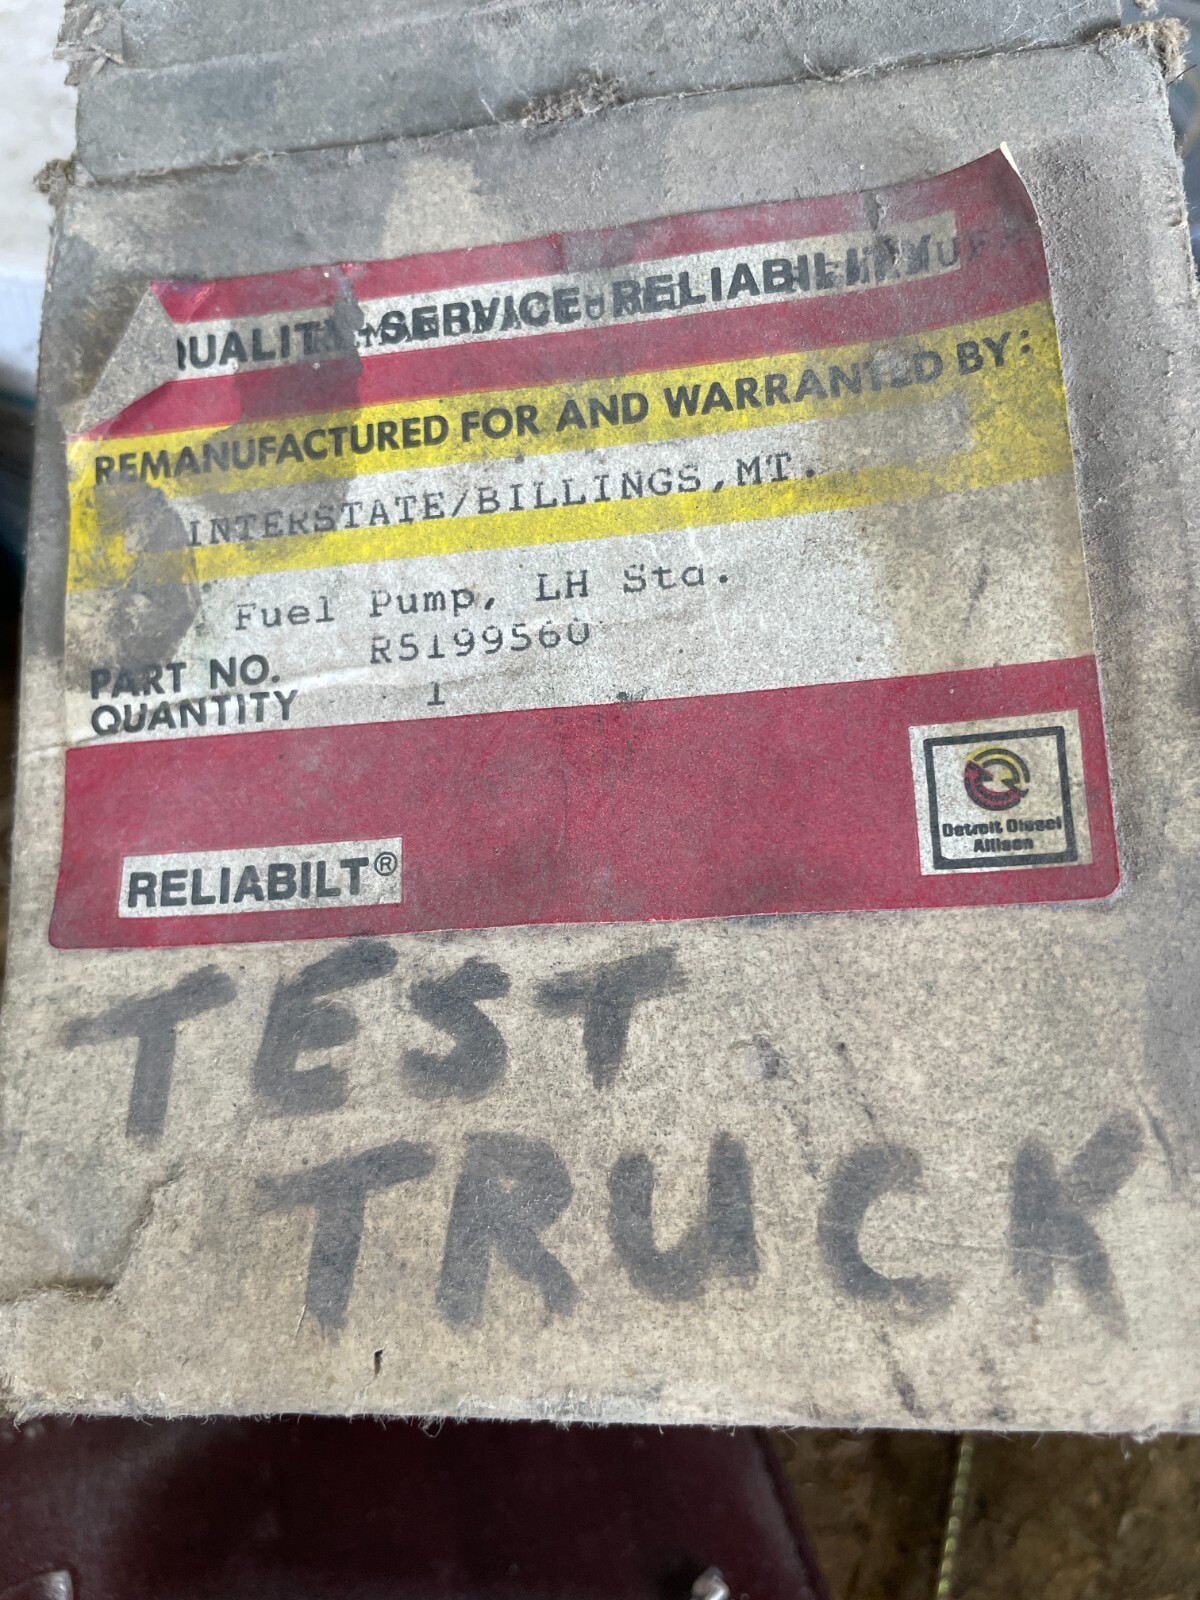 UALITY·SERVICE·RELIABILITY
REMANUFACTURED FOR AND WARRANTED BY:
INTERSTATE/BILLINGS,MT.
Fuel Pump, LH Sta.
PART NO. R5199560
QUANTITY 1
RELIABILT®
Detroit Diesel
Allison
TEST
TRUCK